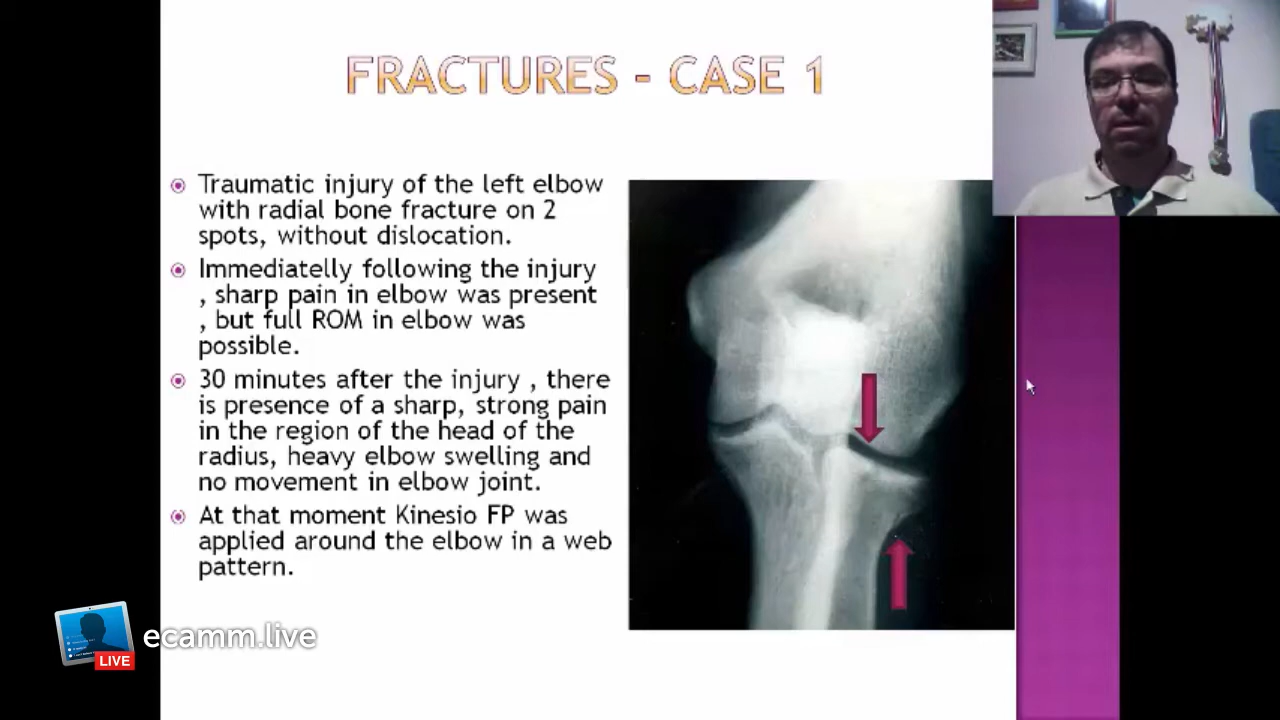 FRACTURES - CASE 1
Traumatic injury of the left elbow
with radial bone fracture on 2
spots, without dislocation.
Immediatelly following the injury
, sharp pain in elbow was present
, but full ROM in elbow was
possible.
30 minutes after the injury , there
is presence of a sharp, strong pain
in the region of the head of the
radius, heavy elbow swelling and
no movement in elbow joint.
At that moment Kinesio FP was
applied around the elbow in a web
pattern.
ecamm.live
LIVE